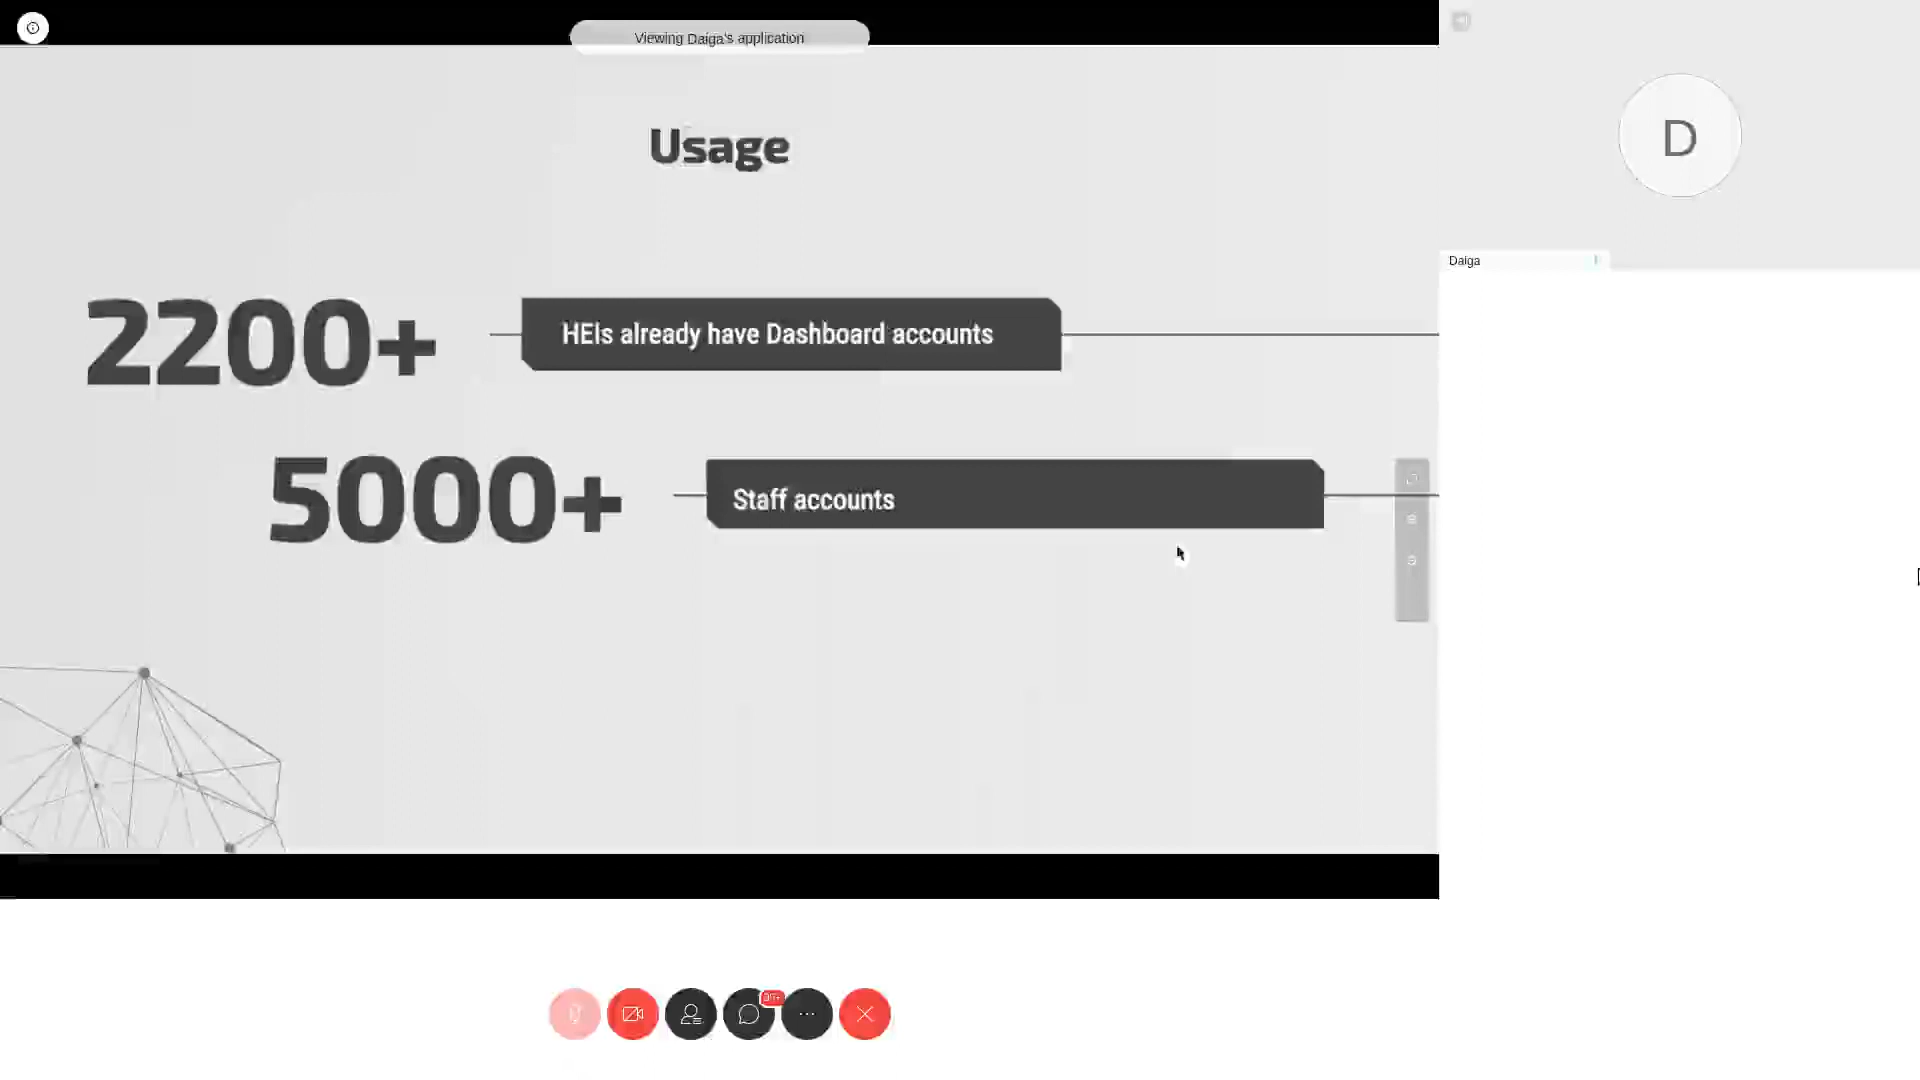 Viewing Daiga's application
D
Daiga
Usage
2200+
HEIs already have Dashboard accounts
5000+
Staff accounts